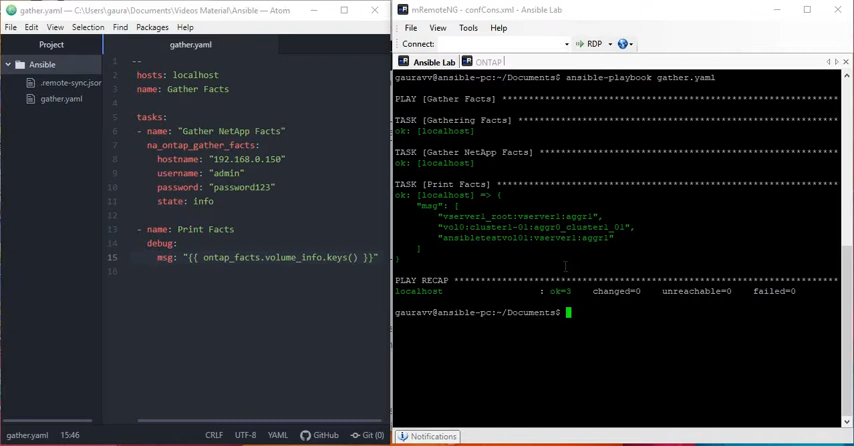 gather.yaml — C:\Users\gaura\Documents\Videos Material\Ansible — Atom
File Edit View Selection Find Packages Help
Project
gather.yaml
Ansible
.remote-sync.jsor
gather.yaml
1 --
2 hosts: localhost
3 name: Gather Facts
4
5 tasks:
6 - name: "Gather NetApp Facts"
7 na_ontap_gather_facts:
8 hostname: "192.168.0.150"
9 username: "admin"
10 password: "password123"
11 state: info
12
13 - name: Print Facts
14 debug:
15 msg: "{{ ontap_facts.volume_info.keys() }}"
16
gather.yaml 15:46 CRLF UTF-8 YAML GitHub Git (0)
mRemoteNG - confCons.xml - Ansible Lab
File View Tools Help
Connect: RDP
Ansible Lab ONTAP
gauravv@ansible-pc:~/Documents$ ansible-playbook gather.yaml
PLAY [Gather Facts] ****************************************************************
TASK [Gathering Facts] *************************************************************
ok: [localhost]
TASK [Gather NetApp Facts] *********************************************************
ok: [localhost]
TASK [Print Facts] *****************************************************************
ok: [localhost] => {
"msg": [
"vserver1_root:vserver1:aggr1",
"vol0:cluster1-01:aggr0_cluster1_01",
"ansibletestvol01:vserver1:aggr1"
]
}
PLAY RECAP *************************************************************************
localhost : ok=3 changed=0 unreachable=0 failed=0
gauravv@ansible-pc:~/Documents$
Notifications